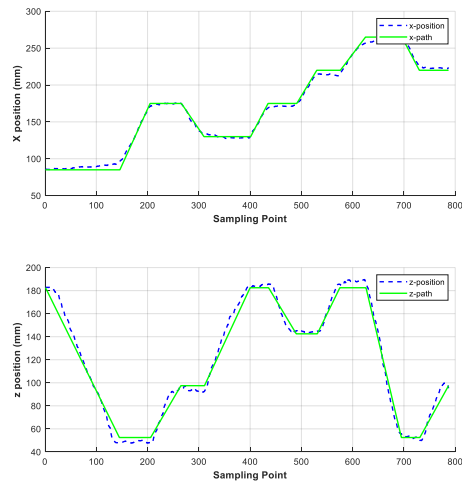 300
250
200
150
100
50
X position (mm)
x-position
x-path
0 100 200 300 400 500 600 700 800
Sampling Point
200
180
160
140
120
100
80
60
40
z position (mm)
z-position
z-path
0 100 200 300 400 500 600 700 800
Sampling Point